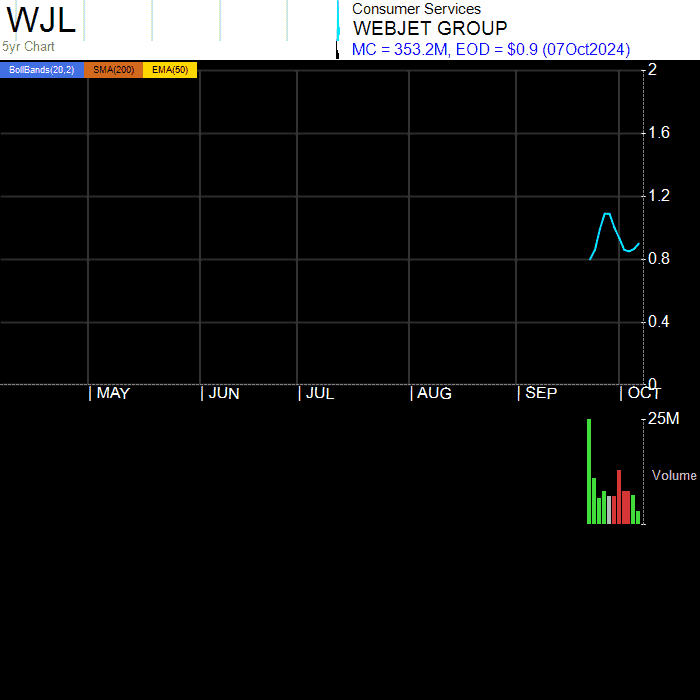 WJL
5yr Chart
Consumer Services
WEBJET GROUP
MC = 353.2M, EOD = $0.9 (07Oct2024)
BollBands(20,2) SMA(200) EMA(50)
2
1.6
1.2
0.8
0.4
0
| MAY | JUN | JUL | AUG | SEP | OCT
25M
Volume